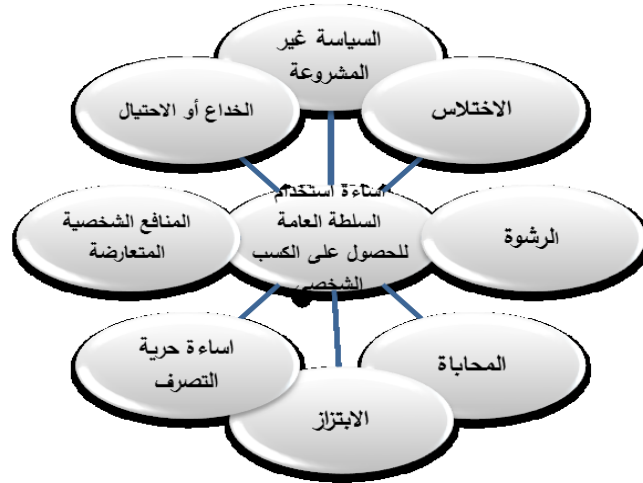 السياسة غير
المشروعة
الخداع أو الاحتيال
الاختلاس
اساءة استخدام
السلطة العامة
للحصول على الكسب
الشخصي
المنافع الشخصية
المتعارضة
الرشوة
اساءة حرية
التصرف
المحاباة
الابتزاز